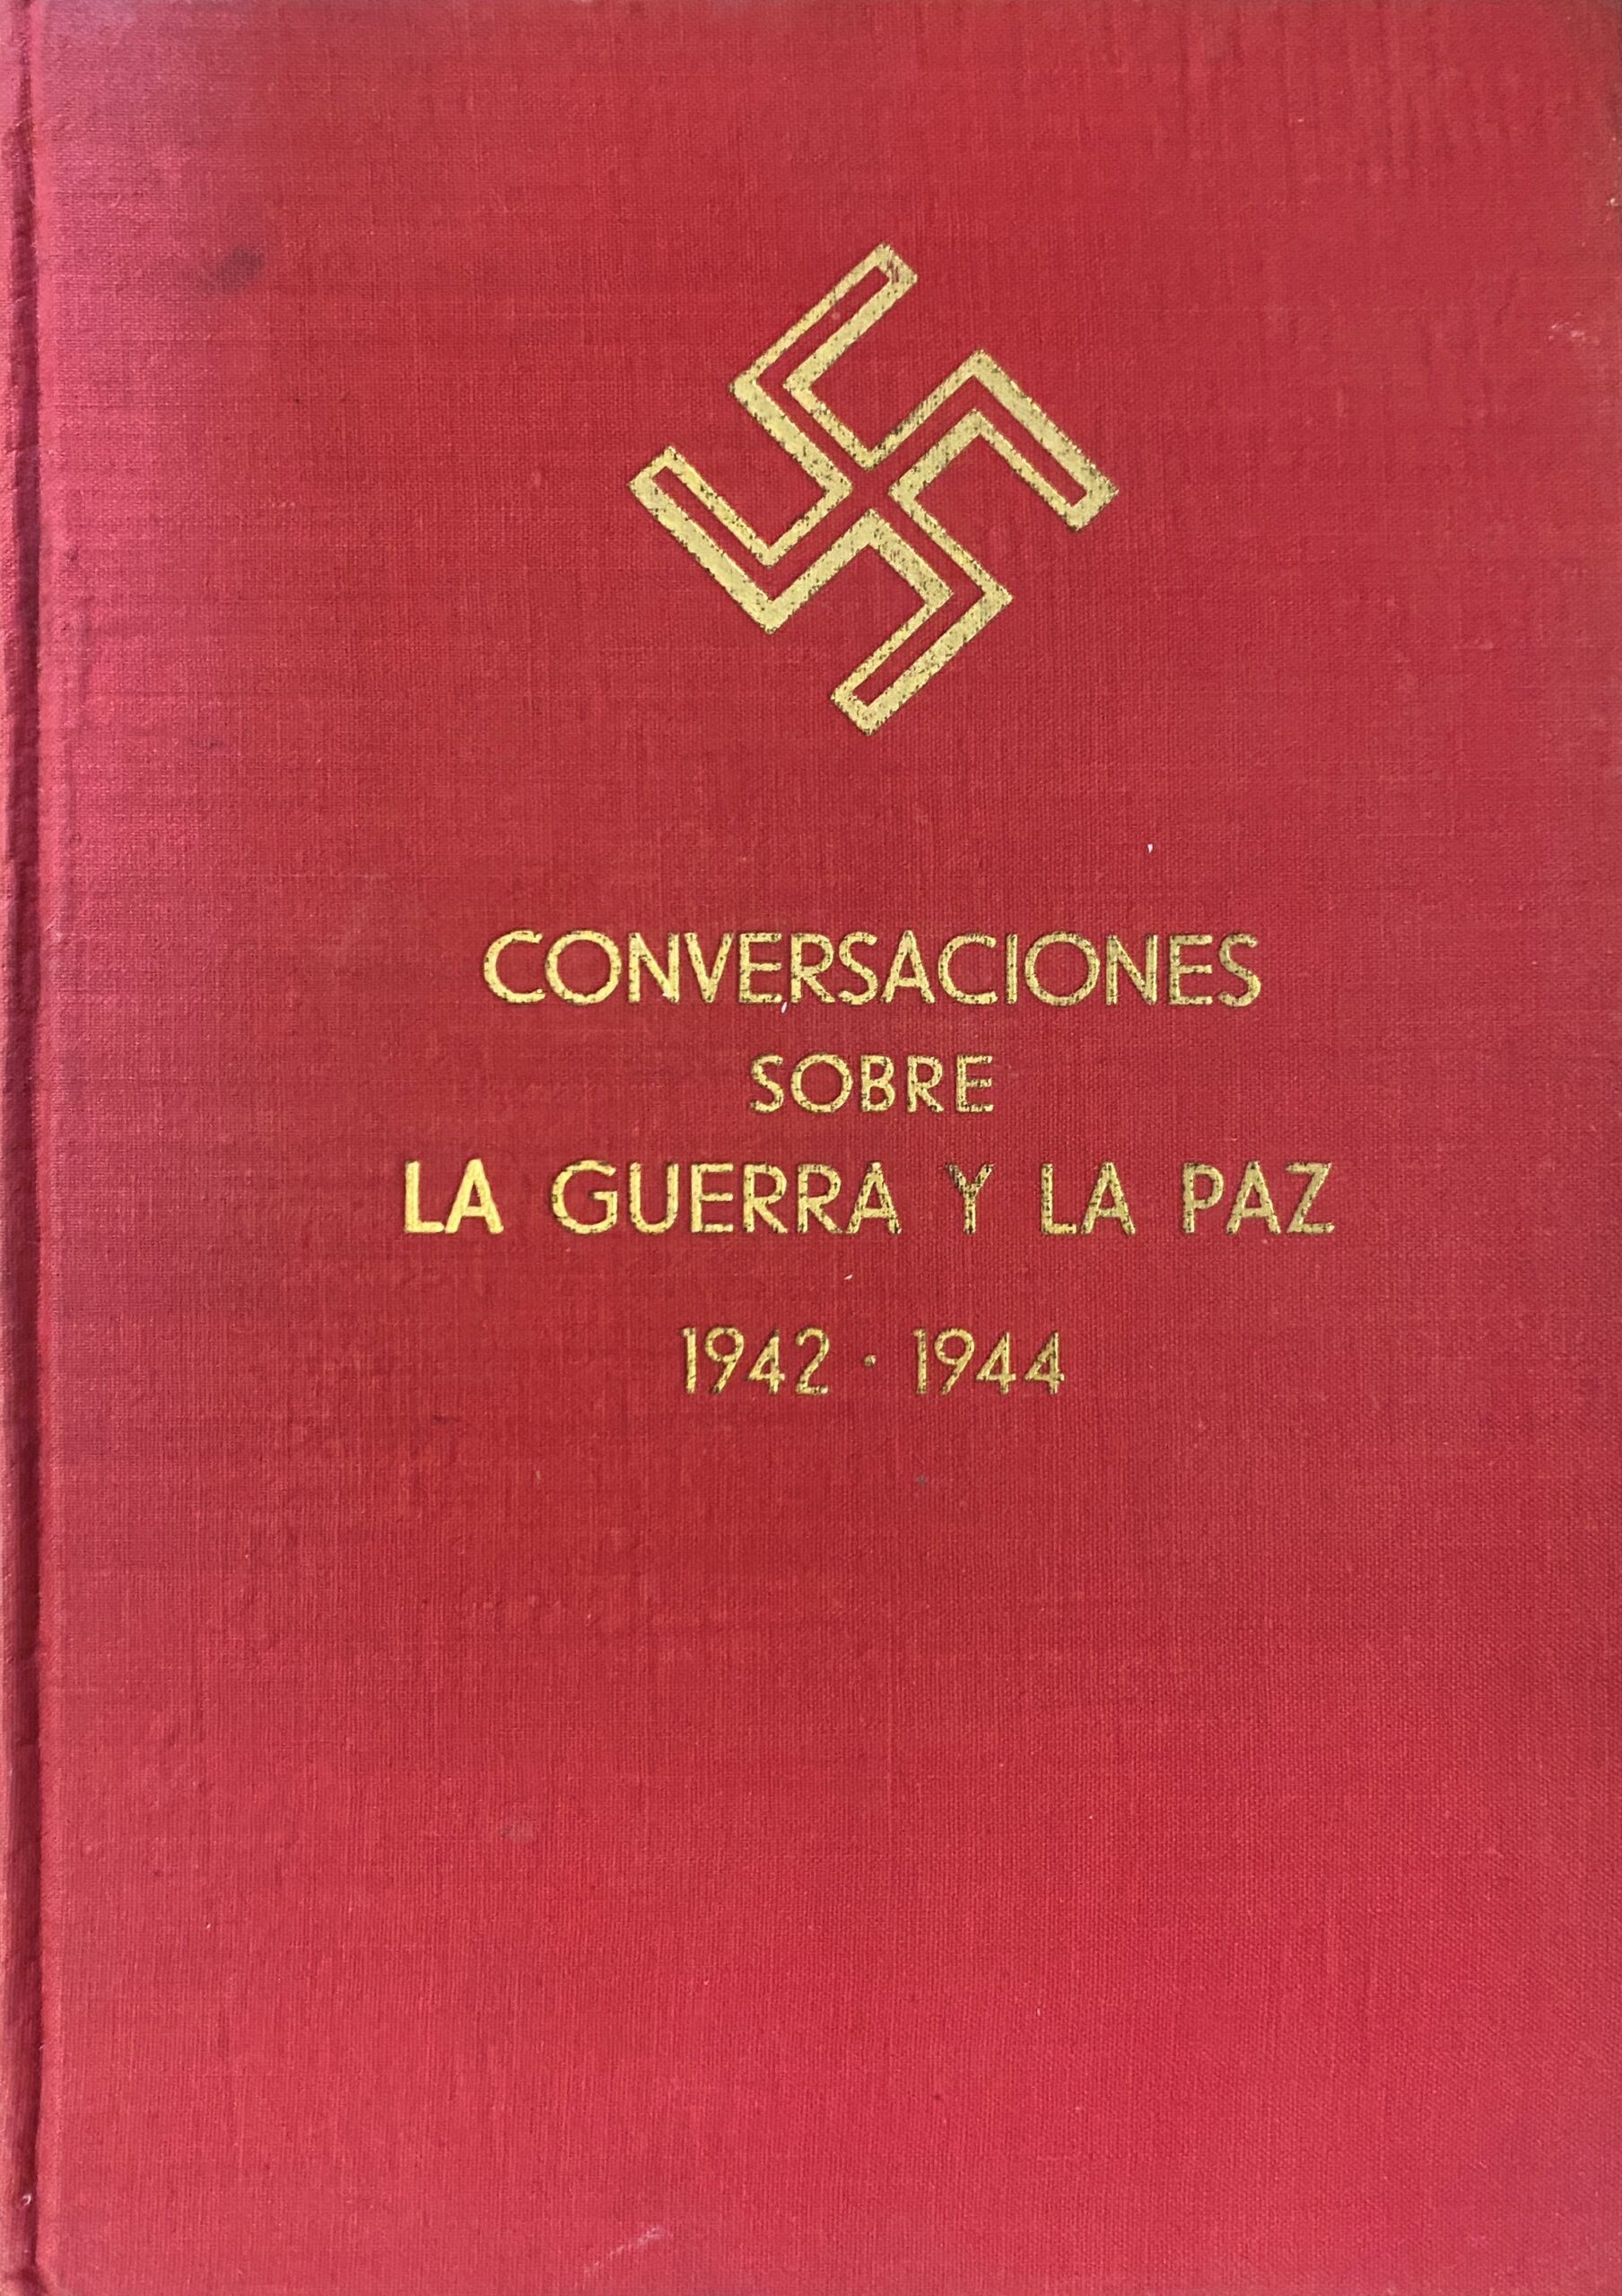 CONVERSACIONES
SOBRE
LA GUERRA Y LA PAZ
1942 · 1944